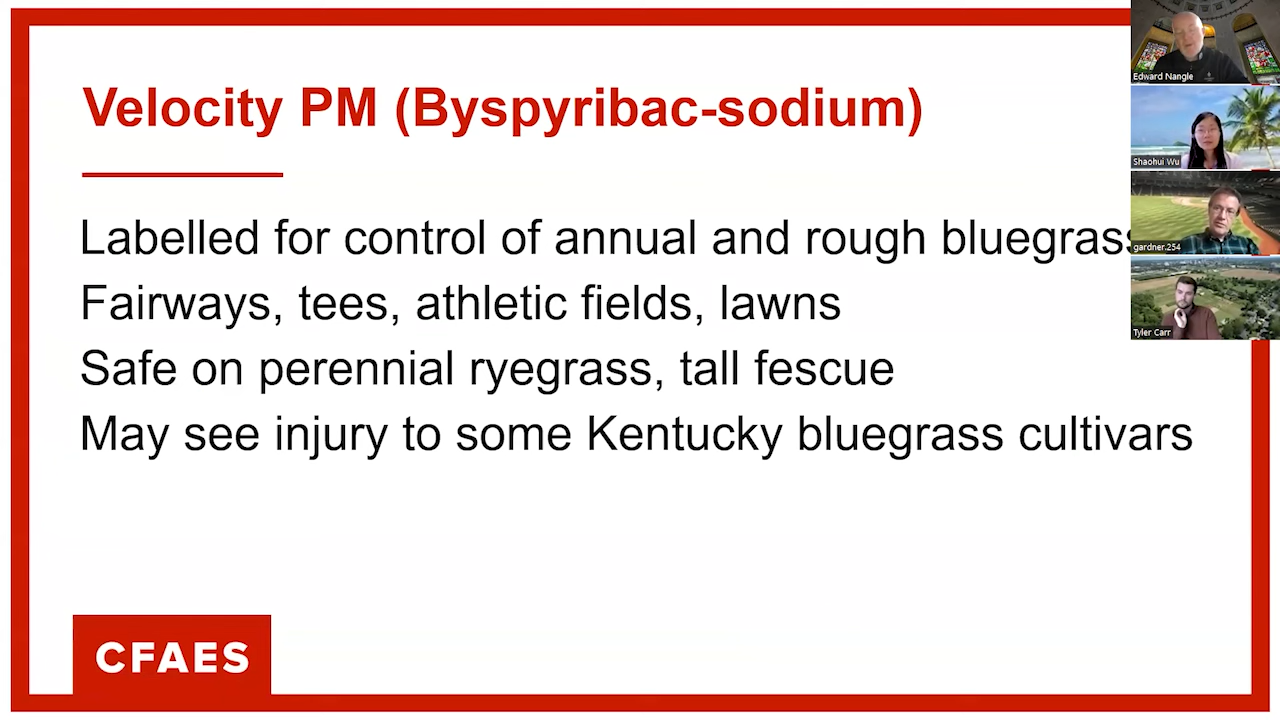 Velocity PM (Byspyribac-sodium)
Labelled for control of annual and rough bluegrass
Fairways, tees, athletic fields, lawns
Safe on perennial ryegrass, tall fescue
May see injury to some Kentucky bluegrass cultivars
CFAES
Edward Nangle
Shaohui Wu
gardner.254
Tyler Carr